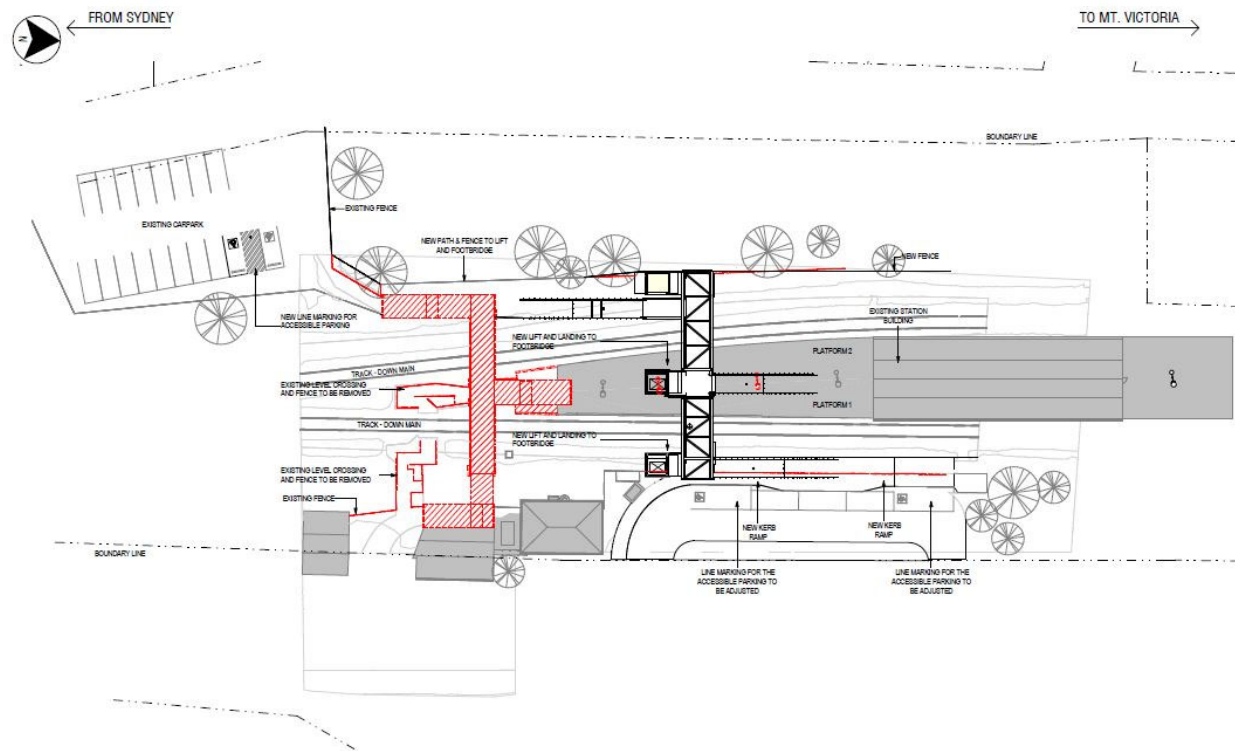 FROM SYDNEY
TO MT. VICTORIA
N
BOUNDARY LINE
EXISTING FENCE
EXISTING CARPARK
NEW PATH & FENCE TO LIFT
AND FOOTBRIDGE
NEW FENCE
NEW LINE MARKING FOR
ACCESSIBLE PARKING
EXISTING STATION
BUILDING
NEW LIFT AND LANDING TO
FOOTBRIDGE
PLATFORM 2
TRACK - DOWN MAIN
EXISTING LEVEL CROSSING
AND FENCE TO BE REMOVED
PLATFORM 1
TRACK - DOWN MAIN
NEW LIFT AND LANDING TO
FOOTBRIDGE
EXISTING LEVEL CROSSING
AND FENCE TO BE REMOVED
EXISTING FENCE
NEW KERB
RAMP
NEW KERB
RAMP
BOUNDARY LINE
LINE MARKING FOR THE
ACCESSIBLE PARKING TO
BE ADJUSTED
LINE MARKING FOR THE
ACCESSIBLE PARKING TO
BE ADJUSTED